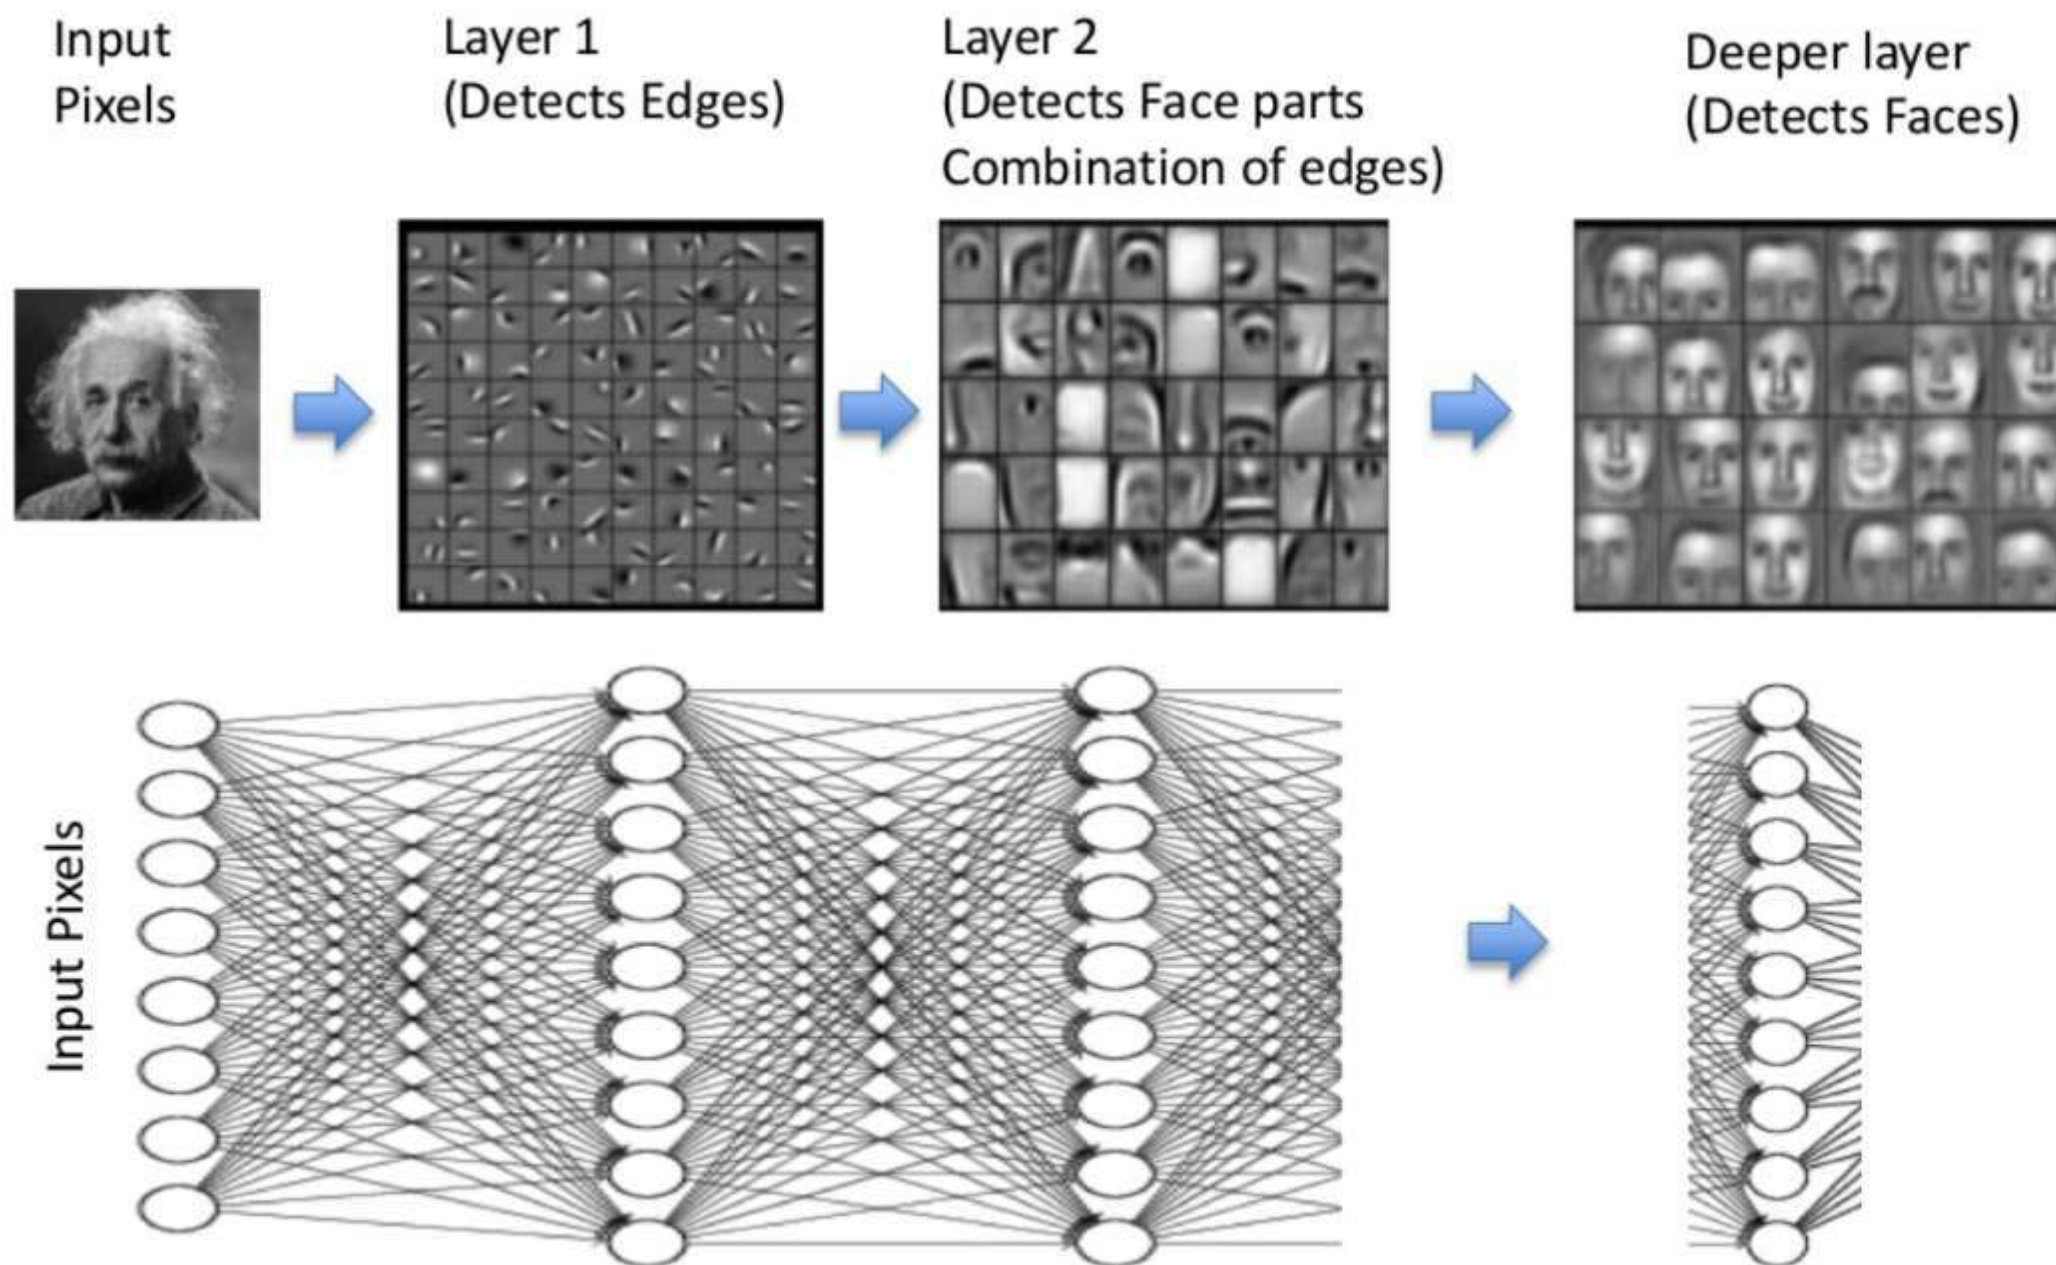 Input
Pixels
Layer 1
(Detects Edges)
Layer 2
(Detects Face parts
Combination of edges)
Deeper layer
(Detects Faces)
Input Pixels